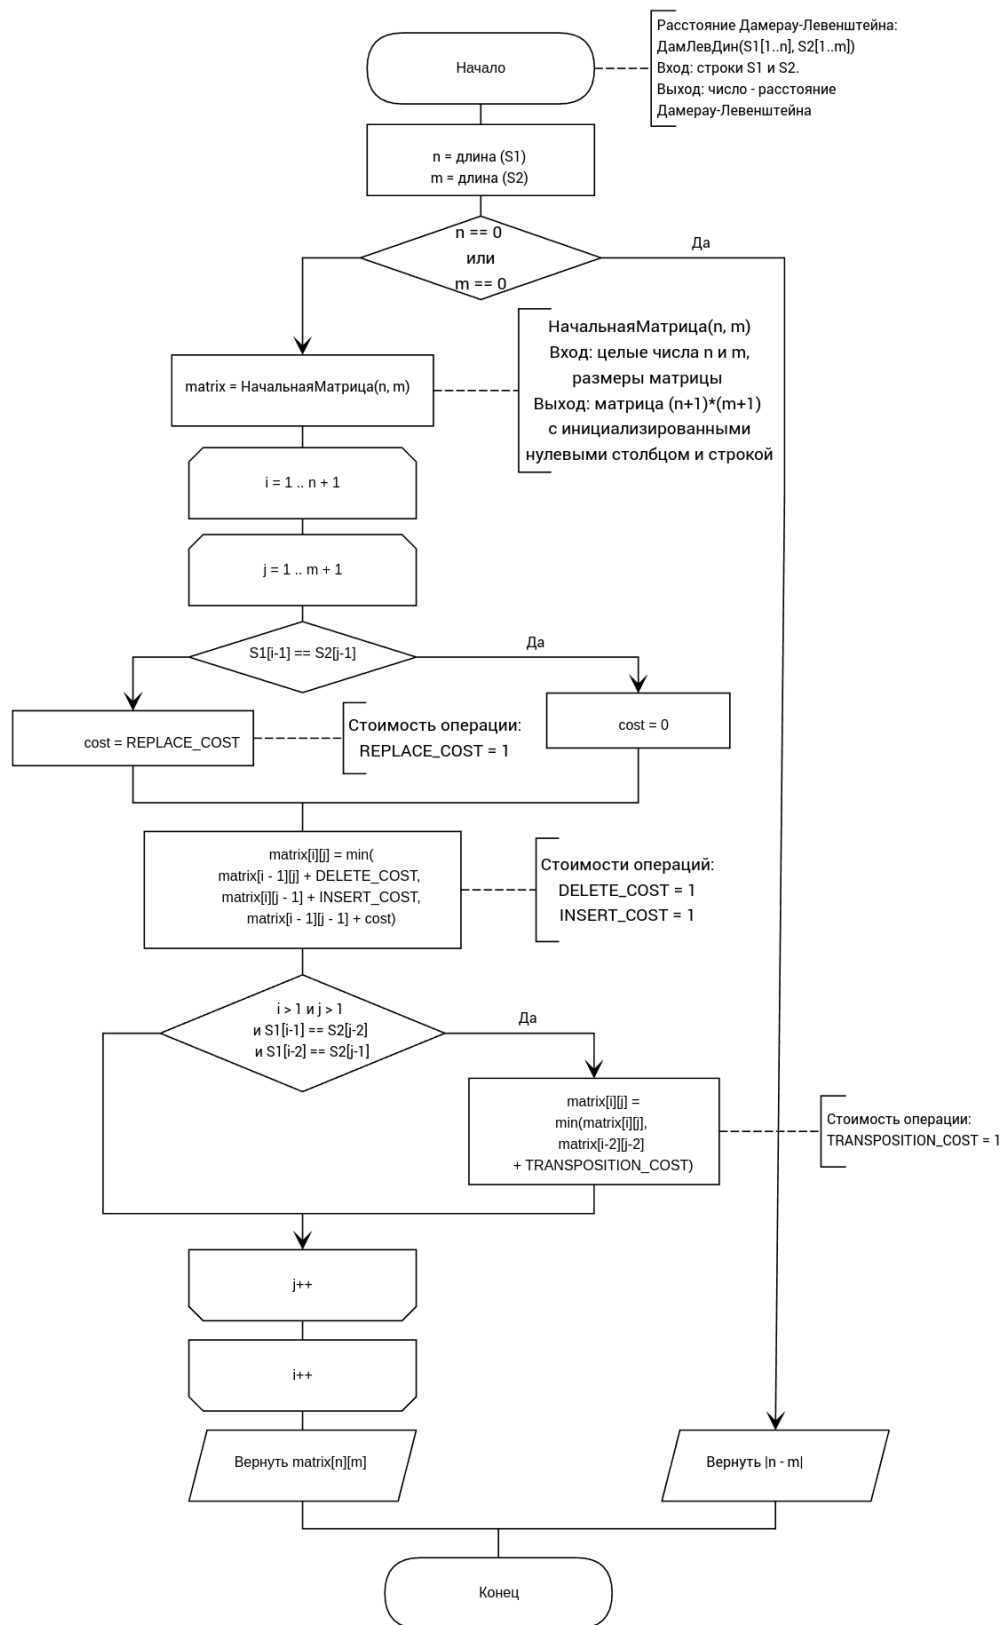 Начало
Расстояние Дамерау-Левенштейна:
ДамЛевДин(S1[1..n], S2[1..m])
Вход: строки S1 и S2.
Выход: число - расстояние
Дамерау-Левенштейна
n = длина (S1)
m = длина (S2)
n == 0
или
m == 0
Да
НачальнаяМатрица(n, m)
Вход: целые числа n и m,
размеры матрицы
Выход: матрица (n+1)*(m+1)
с инициализированными
нулевыми столбцом и строкой
matrix = НачальнаяМатрица(n, m)
i = 1 .. n + 1
j = 1 .. m + 1
S1[i-1] == S2[j-1]
Да
cost = REPLACE_COST
Стоимость операции:
REPLACE_COST = 1
cost = 0
matrix[i][j] = min(
matrix[i - 1][j] + DELETE_COST,
matrix[i][j - 1] + INSERT_COST,
matrix[i - 1][j - 1] + cost)
Стоимости операций:
DELETE_COST = 1
INSERT_COST = 1
i > 1 и j > 1
и S1[i-1] == S2[j-2]
и S1[i-2] == S2[j-1]
Да
matrix[i][j] =
min(matrix[i][j],
matrix[i-2][j-2]
+ TRANSPOSITION_COST)
Стоимость операции:
TRANSPOSITION_COST = 1
j++
i++
Вернуть matrix[n][m]
Вернуть |n - m|
Конец